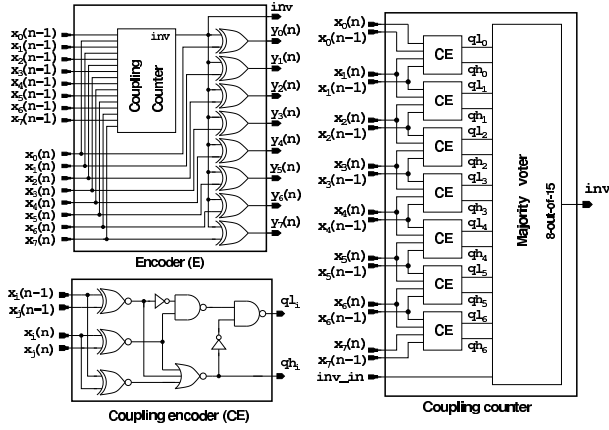 inv
x0(n-1)
x1(n-1)
x2(n-1)
x3(n-1)
x4(n-1)
x5(n-1)
x6(n-1)
x7(n-1)
inv
Coupling
Counter
y0(n)
y1(n)
y2(n)
y3(n)
y4(n)
y5(n)
y6(n)
y7(n)
x0(n)
x1(n)
x2(n)
x3(n)
x4(n)
x5(n)
x6(n)
x7(n)
Encoder (E)
xi(n-1)
xj(n-1)
xi(n)
xj(n)
qli
qhi
Coupling encoder (CE)
x0(n)
x0(n-1)
x1(n)
x1(n-1)
x2(n)
x2(n-1)
x3(n)
x3(n-1)
x4(n)
x4(n-1)
x5(n)
x5(n-1)
x6(n)
x6(n-1)
x7(n)
x7(n-1)
inv_in
CE
CE
CE
CE
CE
CE
CE
ql0
qh0
ql1
qh1
ql2
qh2
ql3
qh3
ql4
qh4
ql5
qh5
ql6
qh6
Majority voter
8-out-of-15
inv
Coupling counter